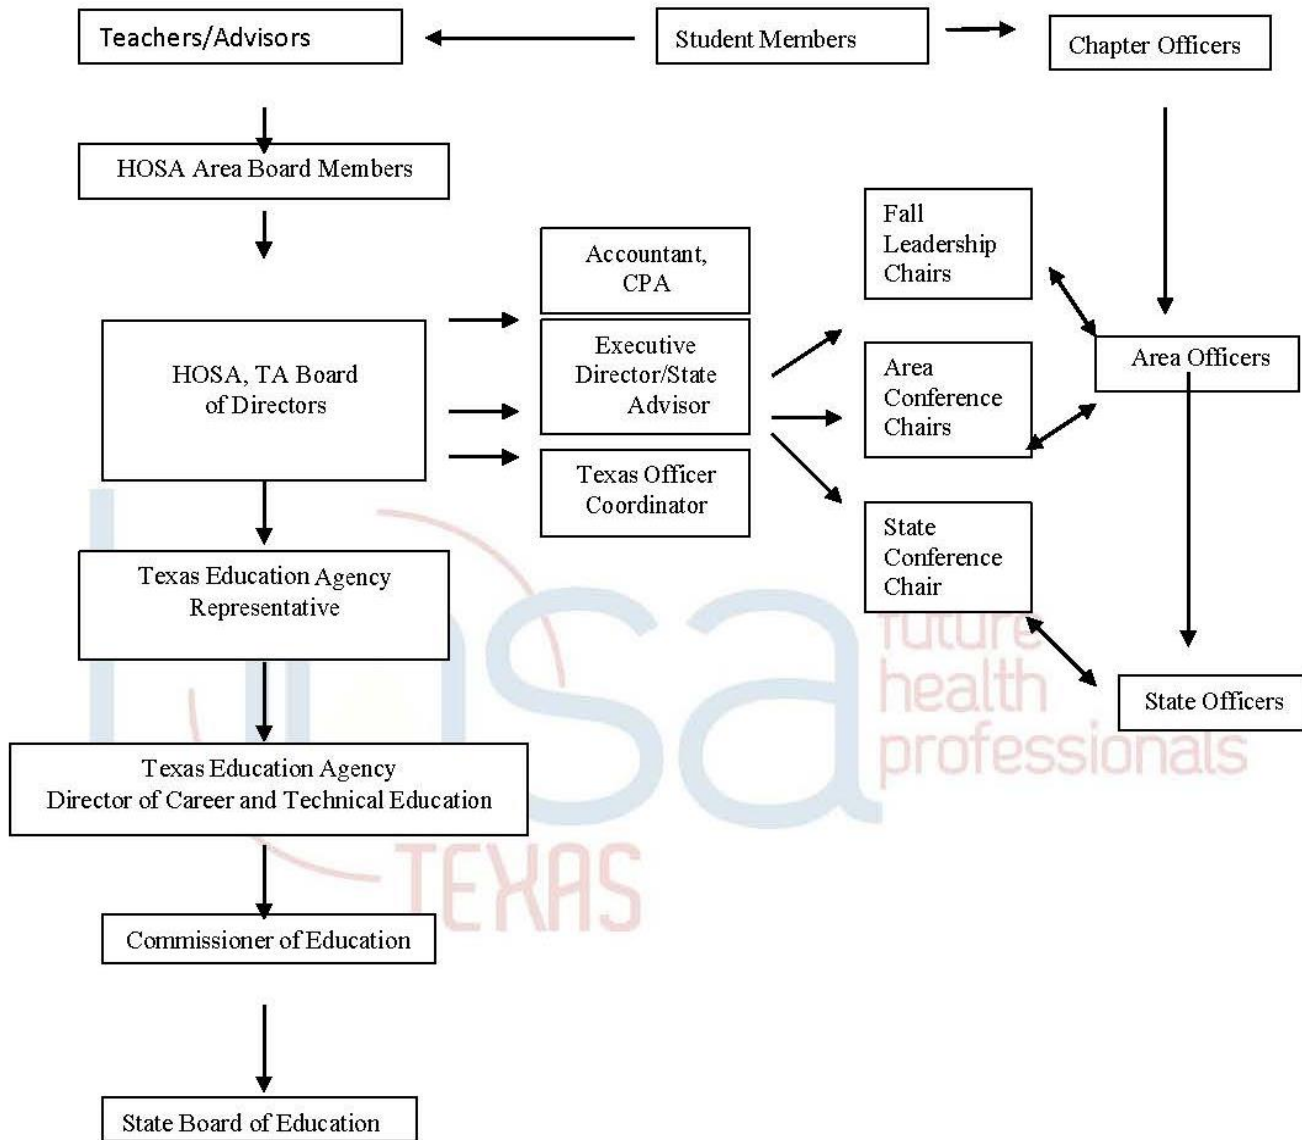 Teachers/Advisors
Student Members
Chapter Officers
HOSA Area Board Members
Fall
Leadership
Chairs
Accountant,
CPA
HOSA, TA Board
of Directors
Executive
Director/State
Advisor
Area
Conference
Chairs
Area Officers
Texas Officer
Coordinator
State
Conference
Chair
Texas Education Agency
Representative
State Officers
hosa
future
health
professionals
TEXAS
Texas Education Agency
Director of Career and Technical Education
Commissioner of Education
State Board of Education